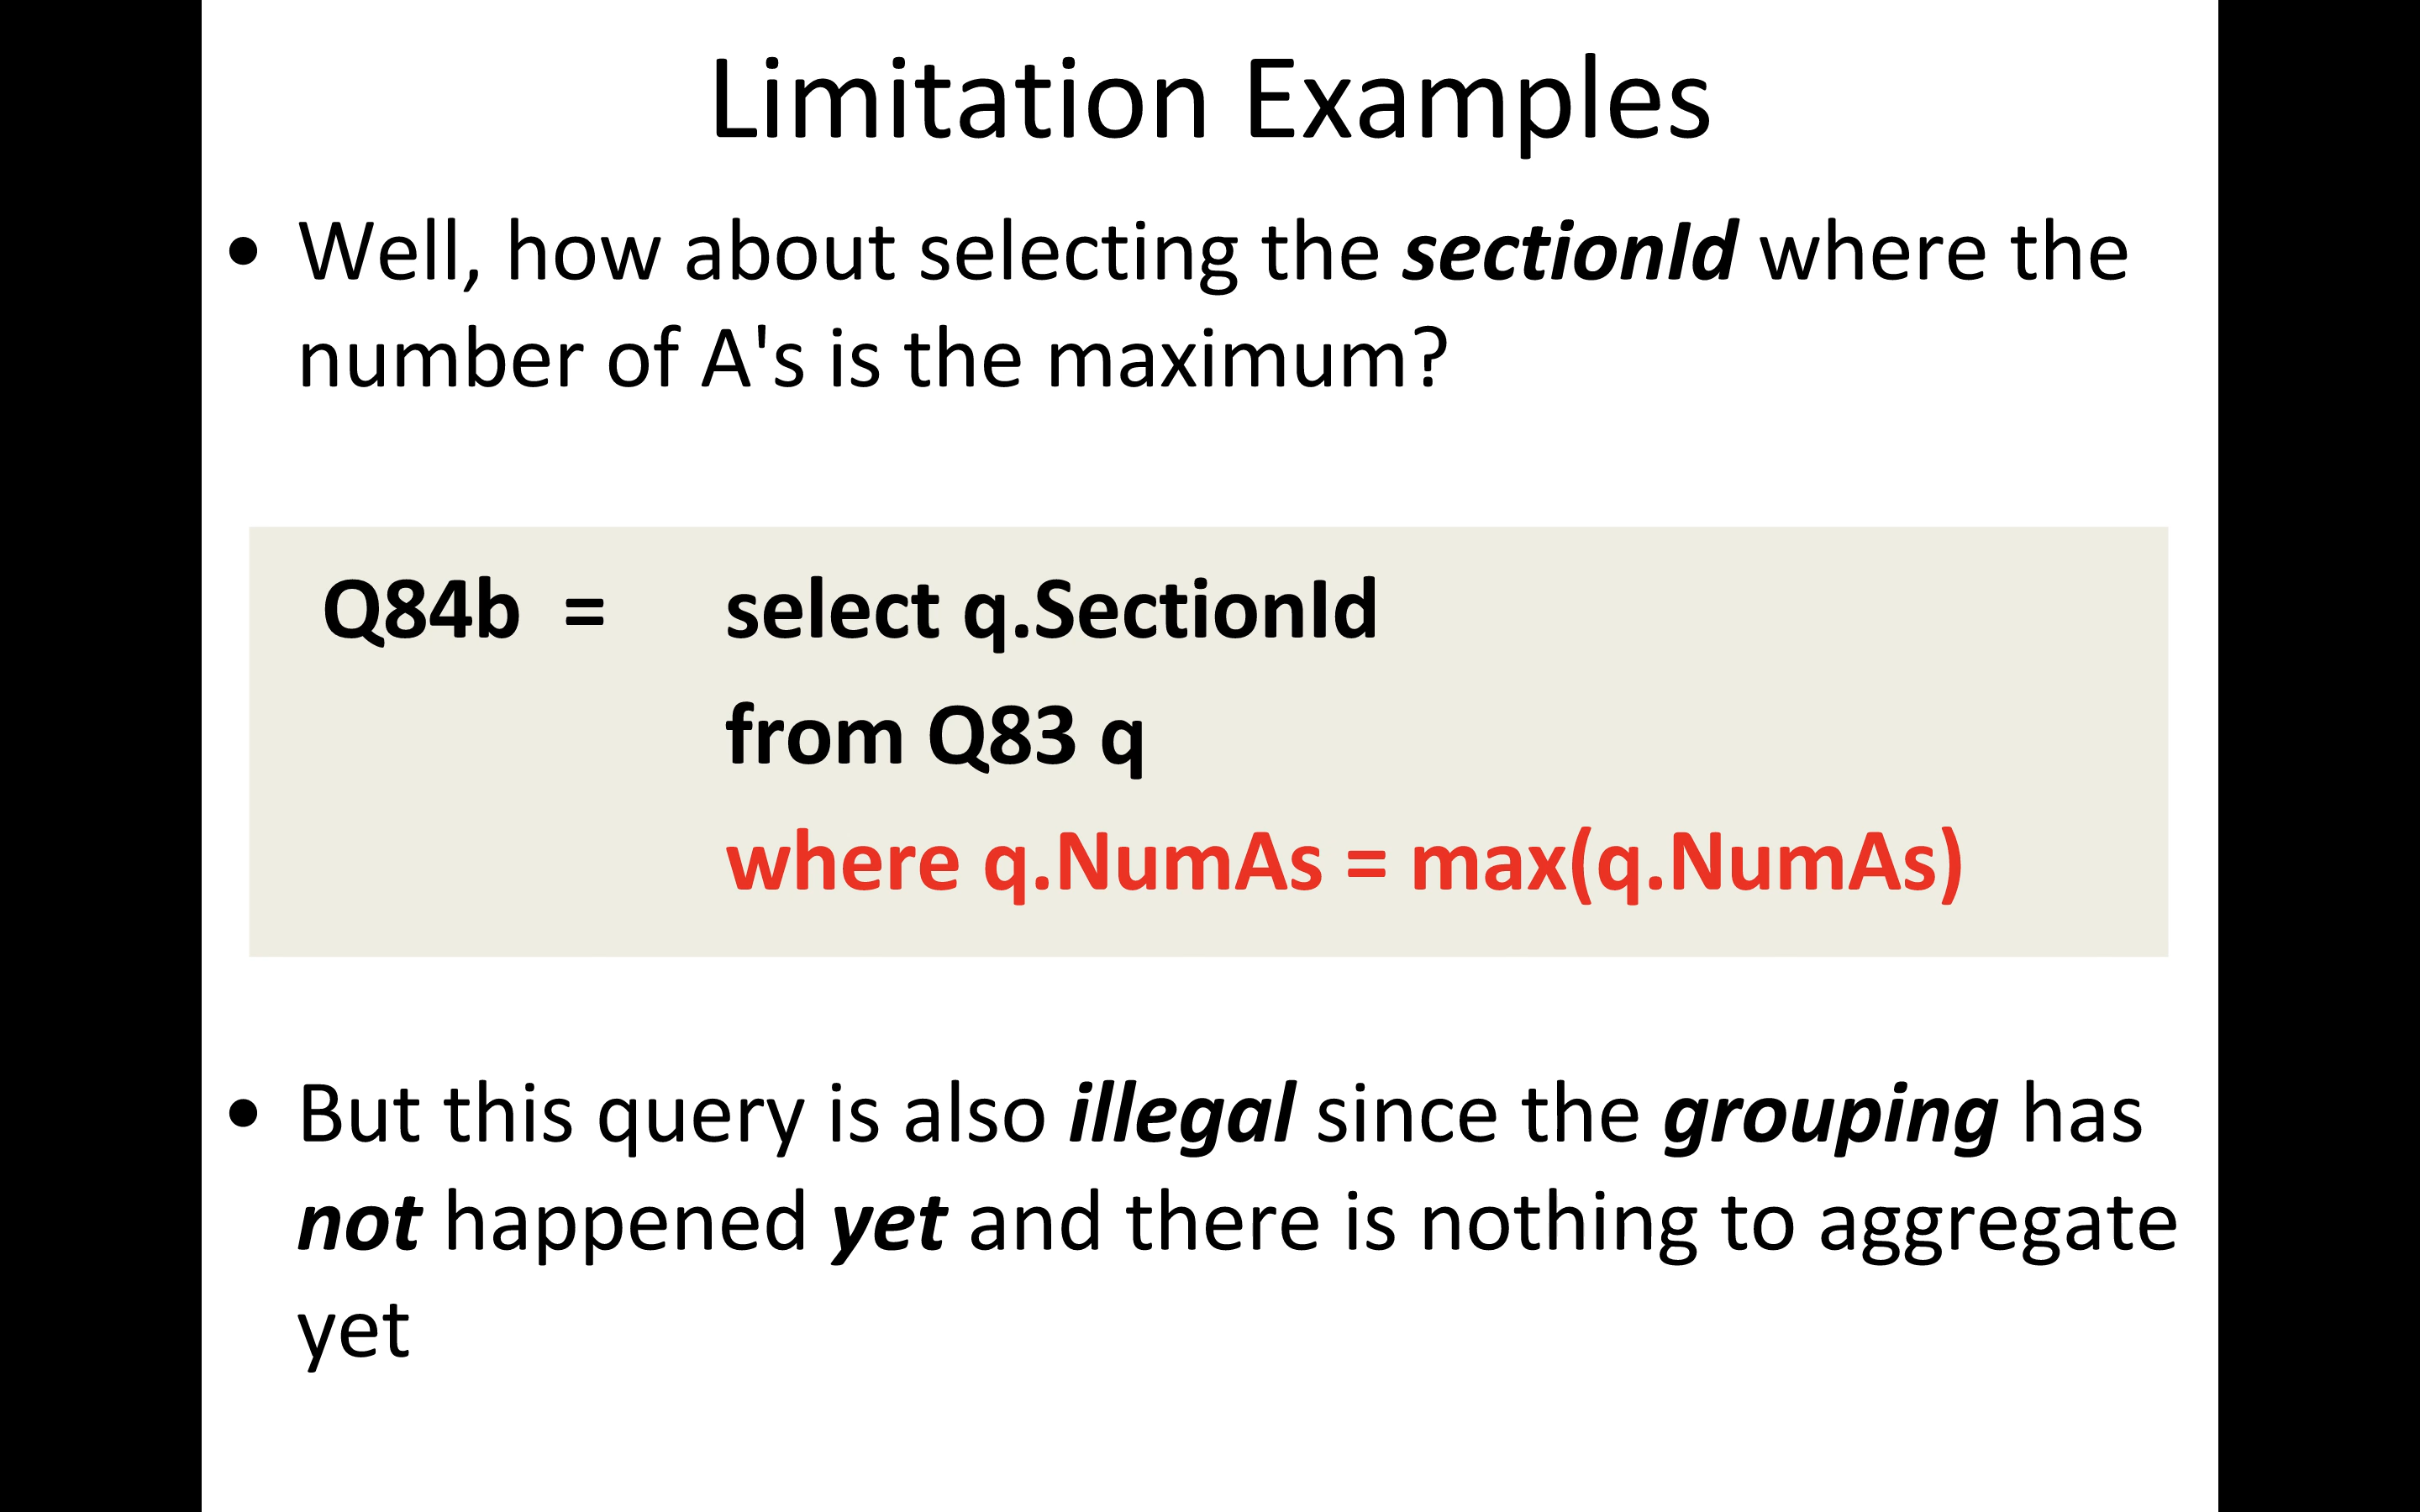 Limitation Examples
• Well, how about selecting the sectionId where the
number of A's is the maximum?
Q84b = select q.SectionId
from Q83 q
where q.NumAs = max(q.NumAs)
• But this query is also illegal since the grouping has
not happened yet and there is nothing to aggregate
yet